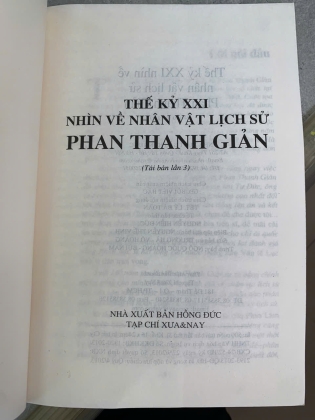 THẾ KỶ XXI
NHÌN VỀ NHÂN VẬT LỊCH SỬ
PHAN THANH GIẢN
(Tái bản lần 3)
NHÀ XUẤT BẢN HỒNG ĐỨC
TẠP CHÍ XƯA&NAY